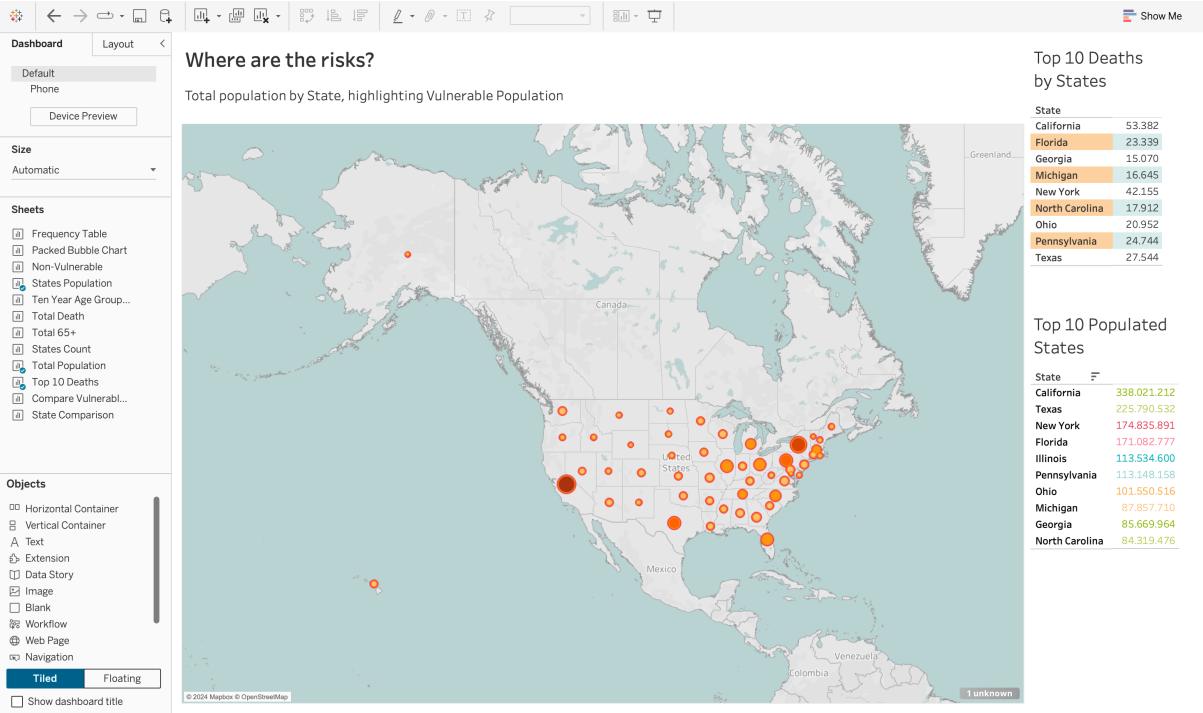 Show Me
Dashboard
Layout
Default
Phone
Device Preview
Size
Automatic
Sheets
Frequency Table
Packed Bubble Chart
Non-Vulnerable
States Population
Ten Year Age Group...
Total Death
Total 65+
States Count
Total Population
Top 10 Deaths
Compare Vulnerabl...
State Comparison
Objects
Horizontal Container
Vertical Container
A Text
Extension
Data Story
Image
Blank
Workflow
Web Page
Navigation
Tiled
Floating
Show dashboard title
Where are the risks?
Total population by State, highlighting Vulnerable Population
Greenland
Canada
United
States
Mexico
Venezuela
Colombia
© 2024 Mapbox © OpenStreetMap
1 unknown
Top 10 Deaths
by States
State
California 53.382
Florida 23.339
Georgia 15.070
Michigan 16.645
New York 42.155
North Carolina 17.912
Ohio 20.952
Pennsylvania 24.744
Texas 27.544
Top 10 Populated
States
State
California 338.021.212
Texas 225.790.532
New York 174.835.891
Florida 171.082.777
Illinois 113.534.600
Pennsylvania 113.148.158
Ohio 101.550.516
Michigan 87.857.710
Georgia 85.669.964
North Carolina 84.319.476